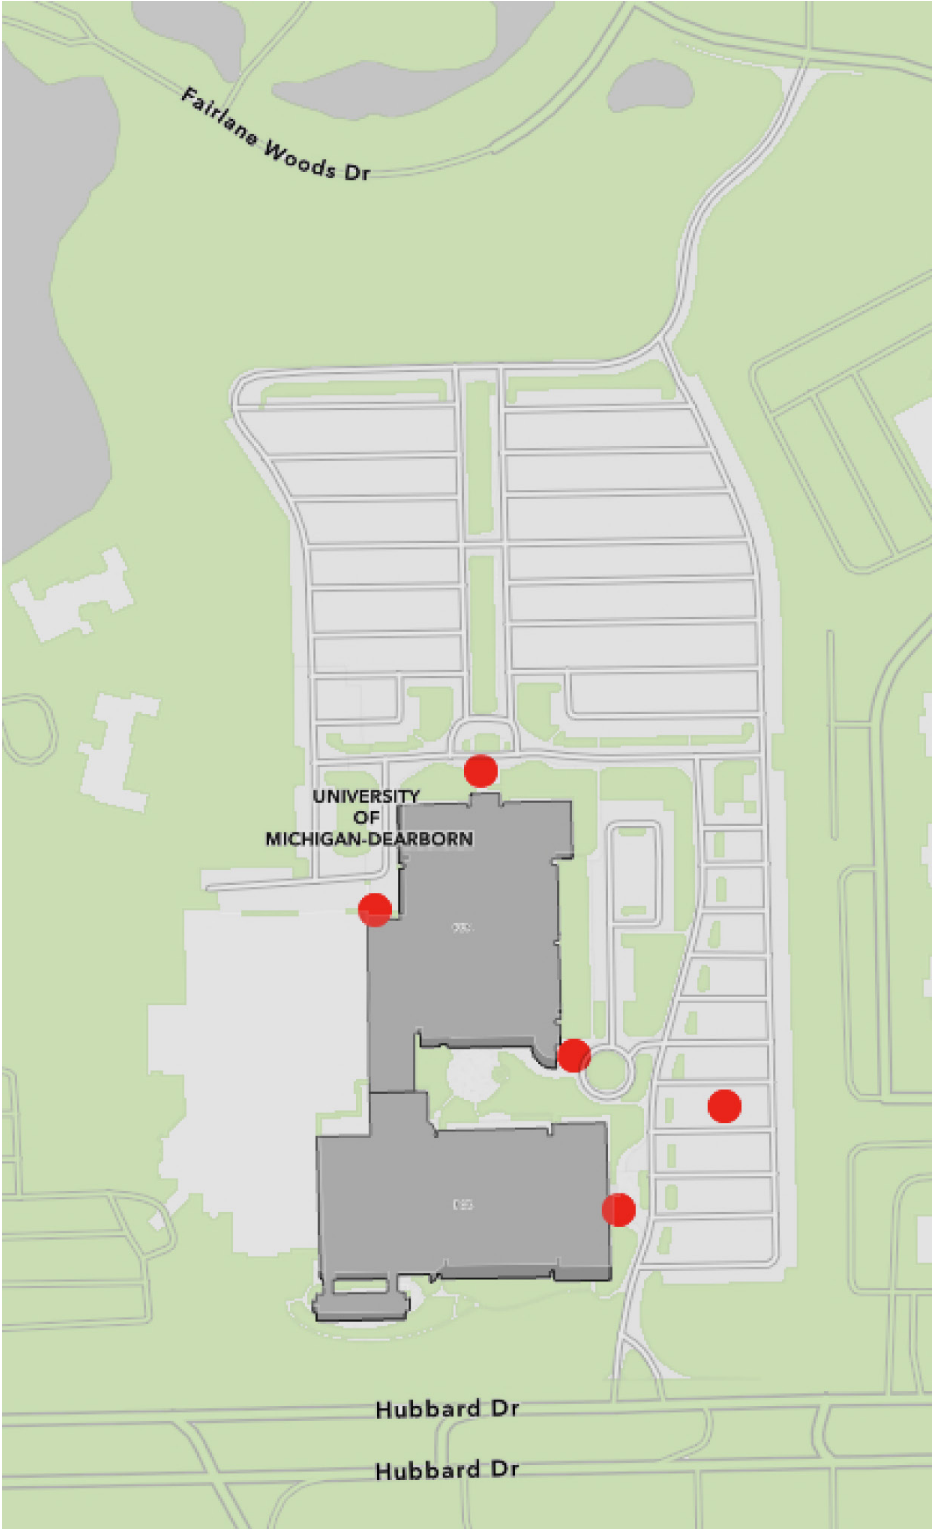 Fairlane Woods Dr
UNIVERSITY
OF
MICHIGAN-DEARBORN
Hubbard Dr
Hubbard Dr